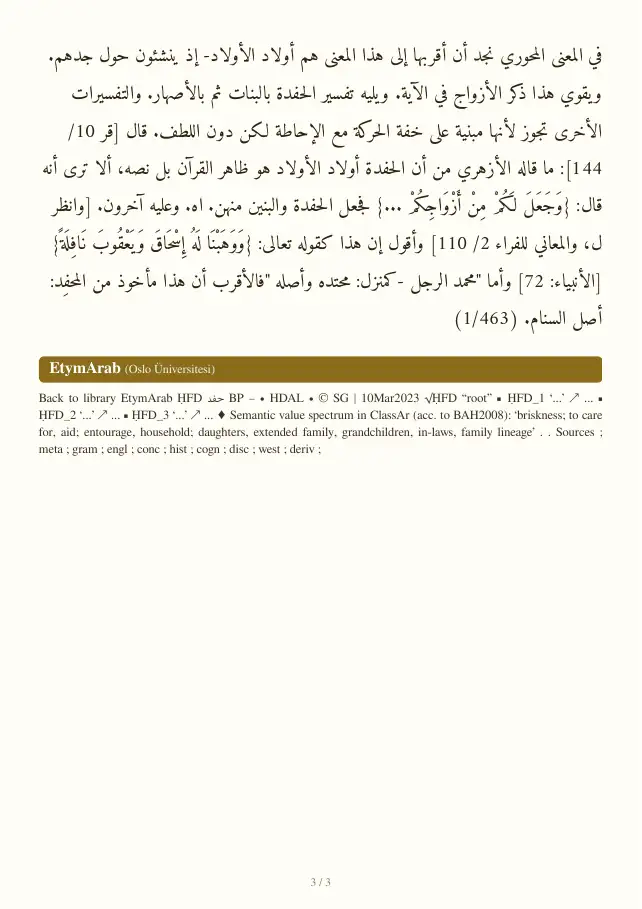 في المعنى المحوري نجد أن أقربها إلى هذا المعنى هم أولاد الأولاد- إذ ينشئون حول جدهم.
ويقوي هذا ذكر الأزواج في الآية. ويليه تفسير الحفدة بالبنات ثم بالأصهار. والتفسيرات
الأخرى تجوز لأنها مبنية على خفة الحركة مع الإحاطة لكن دون اللطف. قال [قر 10/
144]: ما قاله الأزهري من أن الحفدة أولاد الأولاد هو ظاهر القرآن بل نصه، ألا ترى أنه
قال: {وَجَعَلَ لَكُمْ مِنْ أَزْوَاجِكُمْ ...} فجعل الحفدة والبنين منهن. اه. وعليه آخرون. [وانظر
ل، والمعاني للفراء 2/ 110] وأقول إن هذا كقوله تعالى: {وَوَهَبْنَا لَهُ إِسْحَاقَ وَيَعْقُوبَ نَافِلَةً}
[الأنبياء: 72] وأما "محمد الرجل -كمنزل: محتده وأصله "فالأقرب أن هذا مأخوذ من المحفِد:
أصل السنام. (1/463)
EtymArab (Oslo Üniversitesi)
Back to library EtymArab ḤFD حفد BP – • HDAL • © SG | 10Mar2023 √ḤFD “root” ▪ ḤFD_1 ‘...’ ↗ ... ▪
ḤFD_2 ‘...’ ↗ ... ▪ ḤFD_3 ‘...’ ↗ ... ♦ Semantic value spectrum in ClassAr (acc. to BAH2008): ‘briskness; to care
for, aid; entourage, household; daughters, extended family, grandchildren, in-laws, family lineage’ . . Sources ;
meta ; gram ; engl ; conc ; hist ; cogn ; disc ; west ; deriv ;
3 / 3